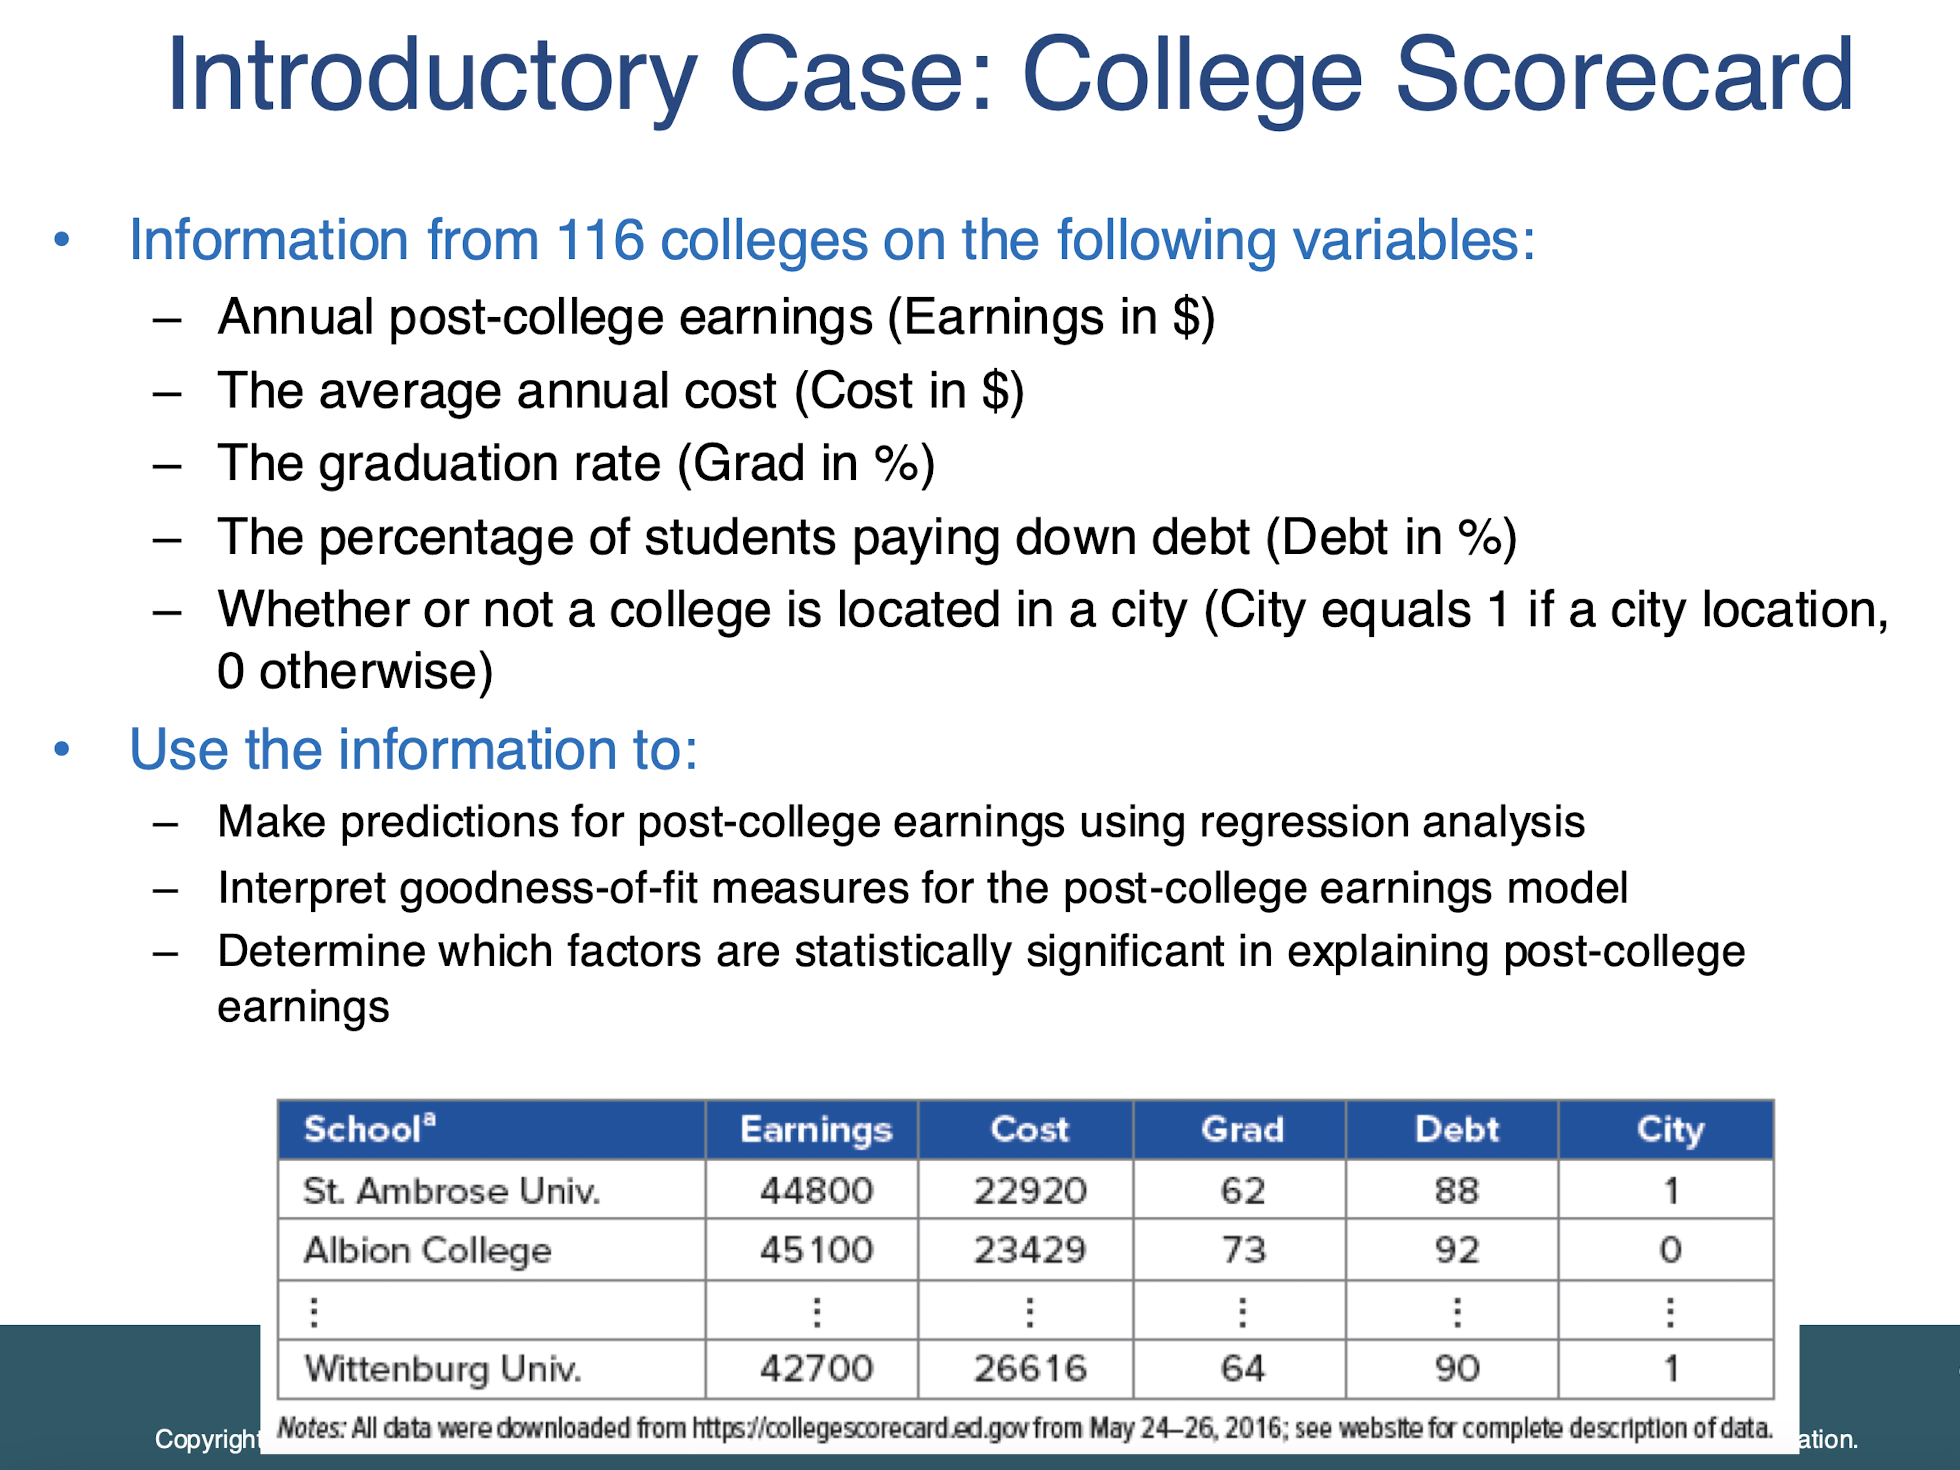 Introductory Case: College Scorecard
• Information from 116 colleges on the following variables:
– Annual post-college earnings (Earnings in $)
– The average annual cost (Cost in $)
– The graduation rate (Grad in %)
– The percentage of students paying down debt (Debt in %)
– Whether or not a college is located in a city (City equals 1 if a city location,
0 otherwise)
• Use the information to:
– Make predictions for post-college earnings using regression analysis
– Interpret goodness-of-fit measures for the post-college earnings model
– Determine which factors are statistically significant in explaining post-college
earnings
Schoolᵃ Earnings Cost Grad Debt City
St. Ambrose Univ. 44800 22920 62 88 1
Albion College 45100 23429 73 92 0
⋮ ⋮ ⋮ ⋮ ⋮ ⋮
Wittenburg Univ. 42700 26616 64 90 1
Notes: All data were downloaded from https://collegescorecard.ed.gov from May 24–26, 2016; see website for complete description of data.
Copyright ation.